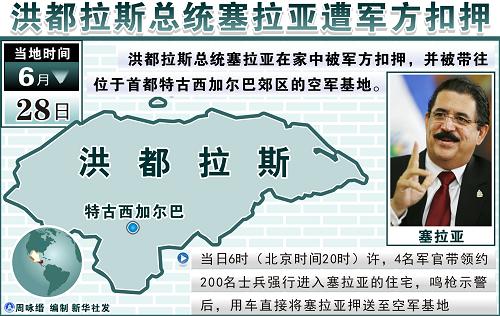 洪都拉斯总统塞拉亚遭军方扣押
当地时间
6月
28日
洪都拉斯总统塞拉亚在家中被军方扣押，并被带往
位于首都特古西加尔巴郊区的空军基地。
洪都拉斯
特古西加尔巴
塞拉亚
当日6时（北京时间20时）许，4名军官带领约
200名士兵强行进入塞拉亚的住宅，鸣枪示警
后，用车直接将塞拉亚押送至空军基地
周咏缗 编制 新华社发